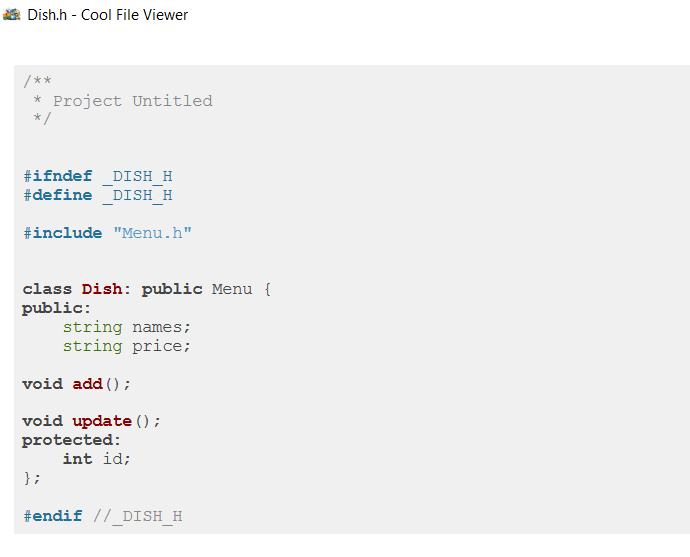 Dish.h - Cool File Viewer
/**
 * Project Untitled
 */
#ifndef _DISH_H
#define _DISH_H
#include "Menu.h"
class Dish: public Menu {
public:
    string names;
    string price;
void add();
void update();
protected:
    int id;
};
#endif //_DISH_H